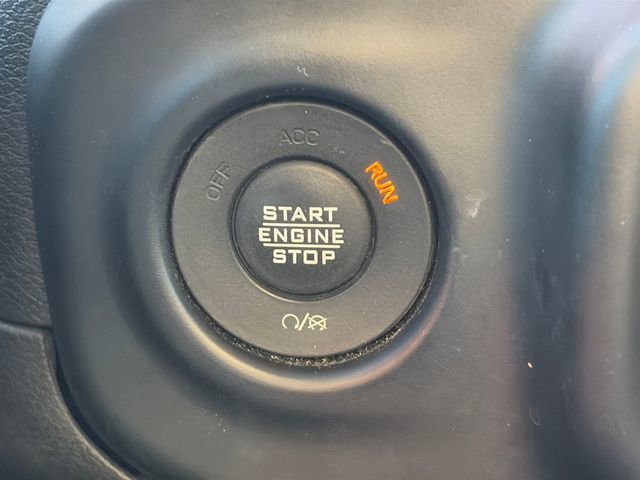 ACC
OFF
RUN
START
ENGINE
STOP